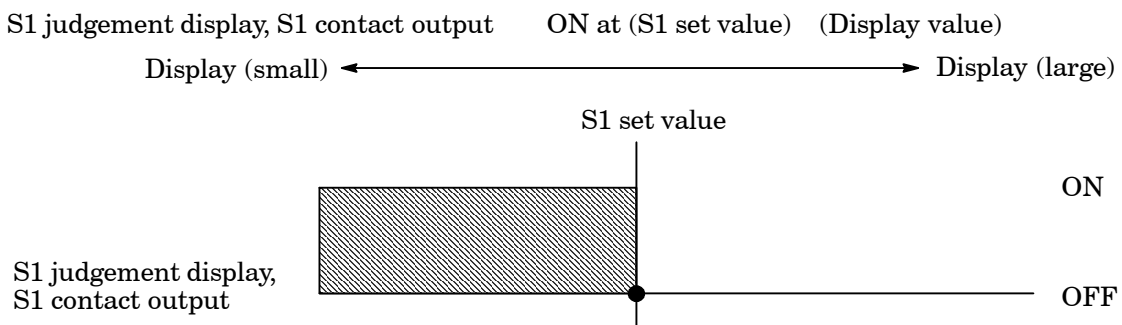 S1 judgement display, S1 contact output ON at (S1 set value) (Display value)
Display (small) Display (large)
S1 set value
ON
S1 judgement display,
S1 contact output
OFF